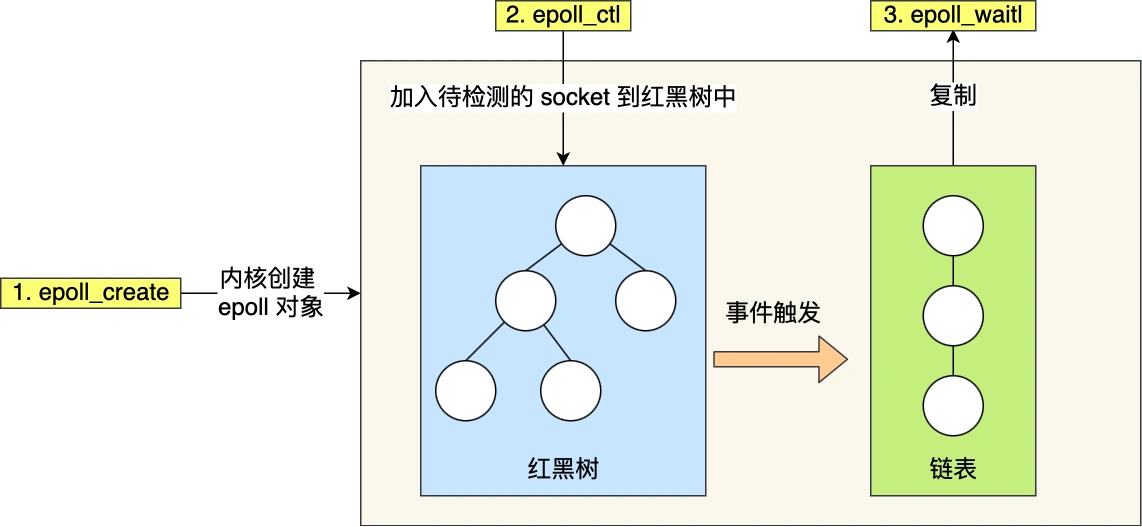 2. epoll_ctl
3. epoll_waitl
加入待检测的 socket 到红黑树中
复制
1. epoll_create
内核创建
epoll 对象
事件触发
红黑树
链表